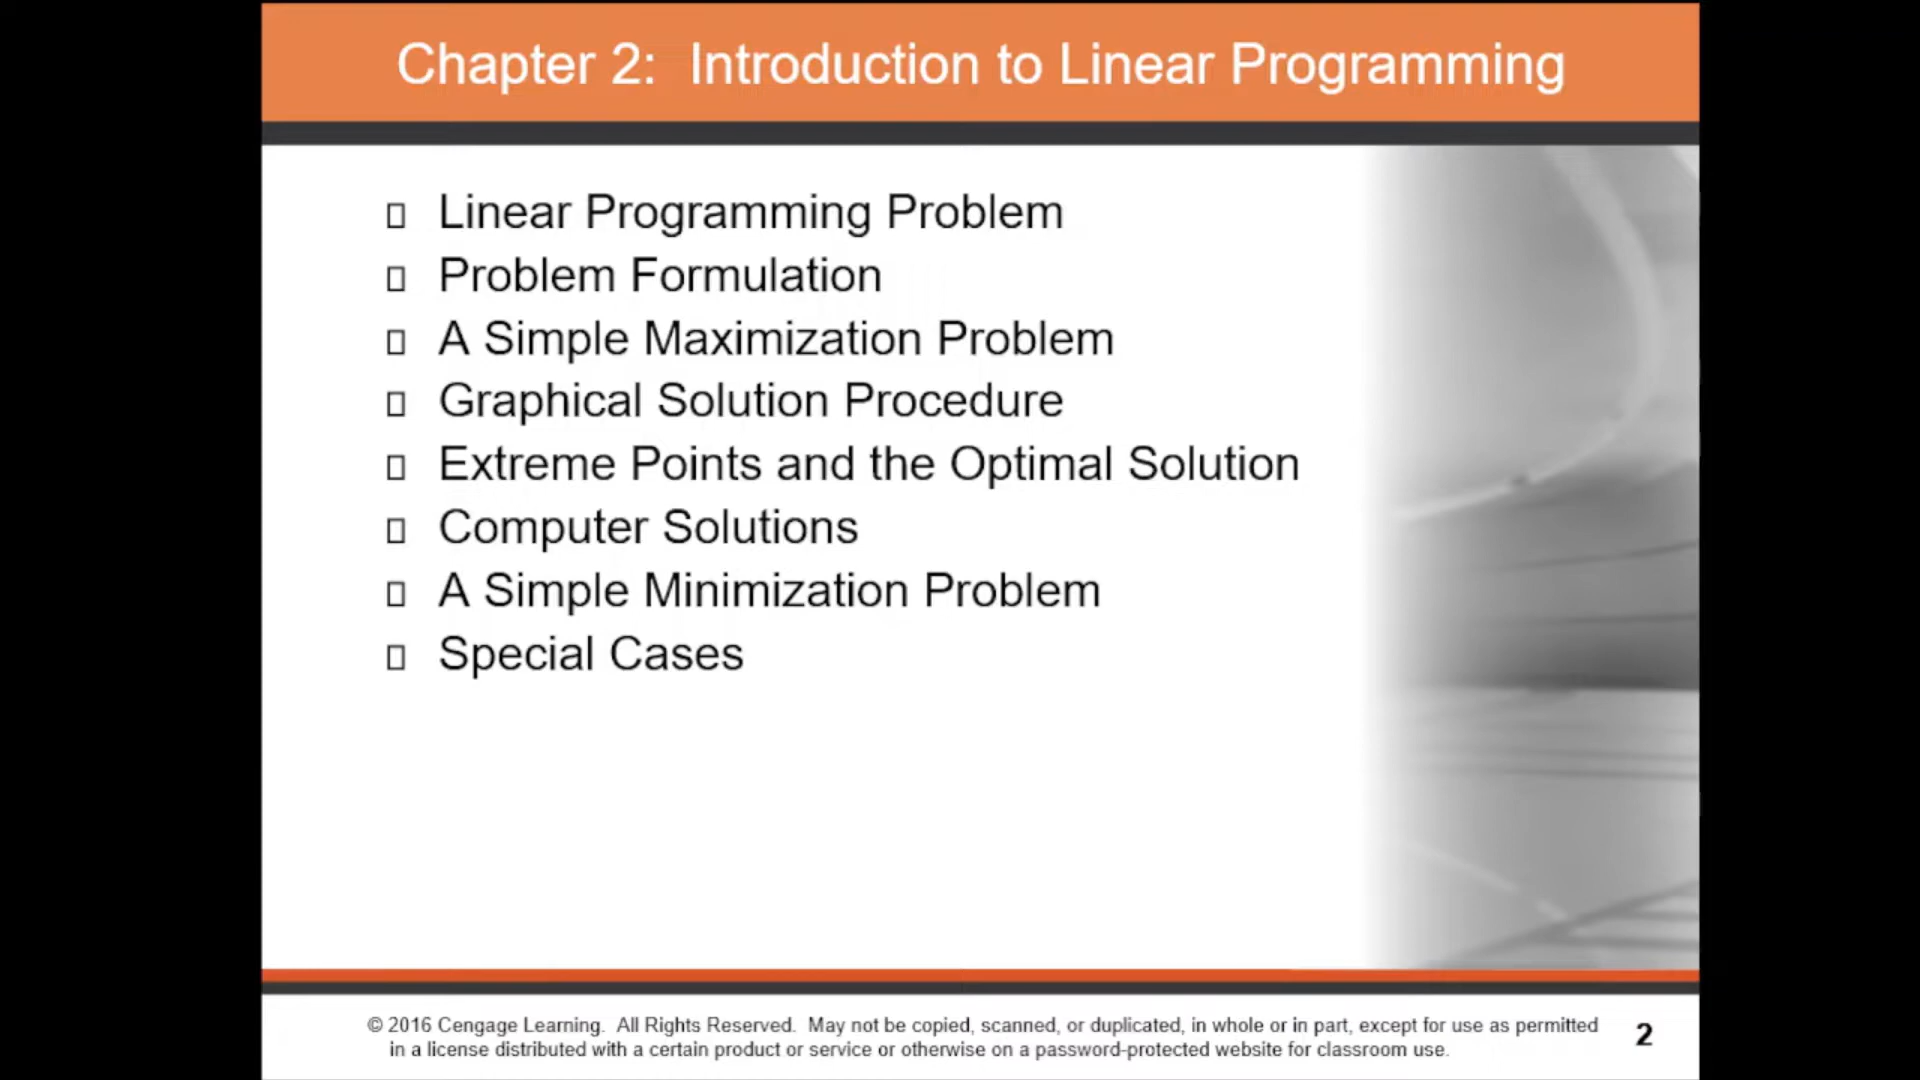 Chapter 2: Introduction to Linear Programming
Linear Programming Problem
Problem Formulation
A Simple Maximization Problem
Graphical Solution Procedure
Extreme Points and the Optimal Solution
Computer Solutions
A Simple Minimization Problem
Special Cases
© 2016 Cengage Learning. All Rights Reserved. May not be copied, scanned, or duplicated, in whole or in part, except for use as permitted
in a license distributed with a certain product or service or otherwise on a password-protected website for classroom use.
2